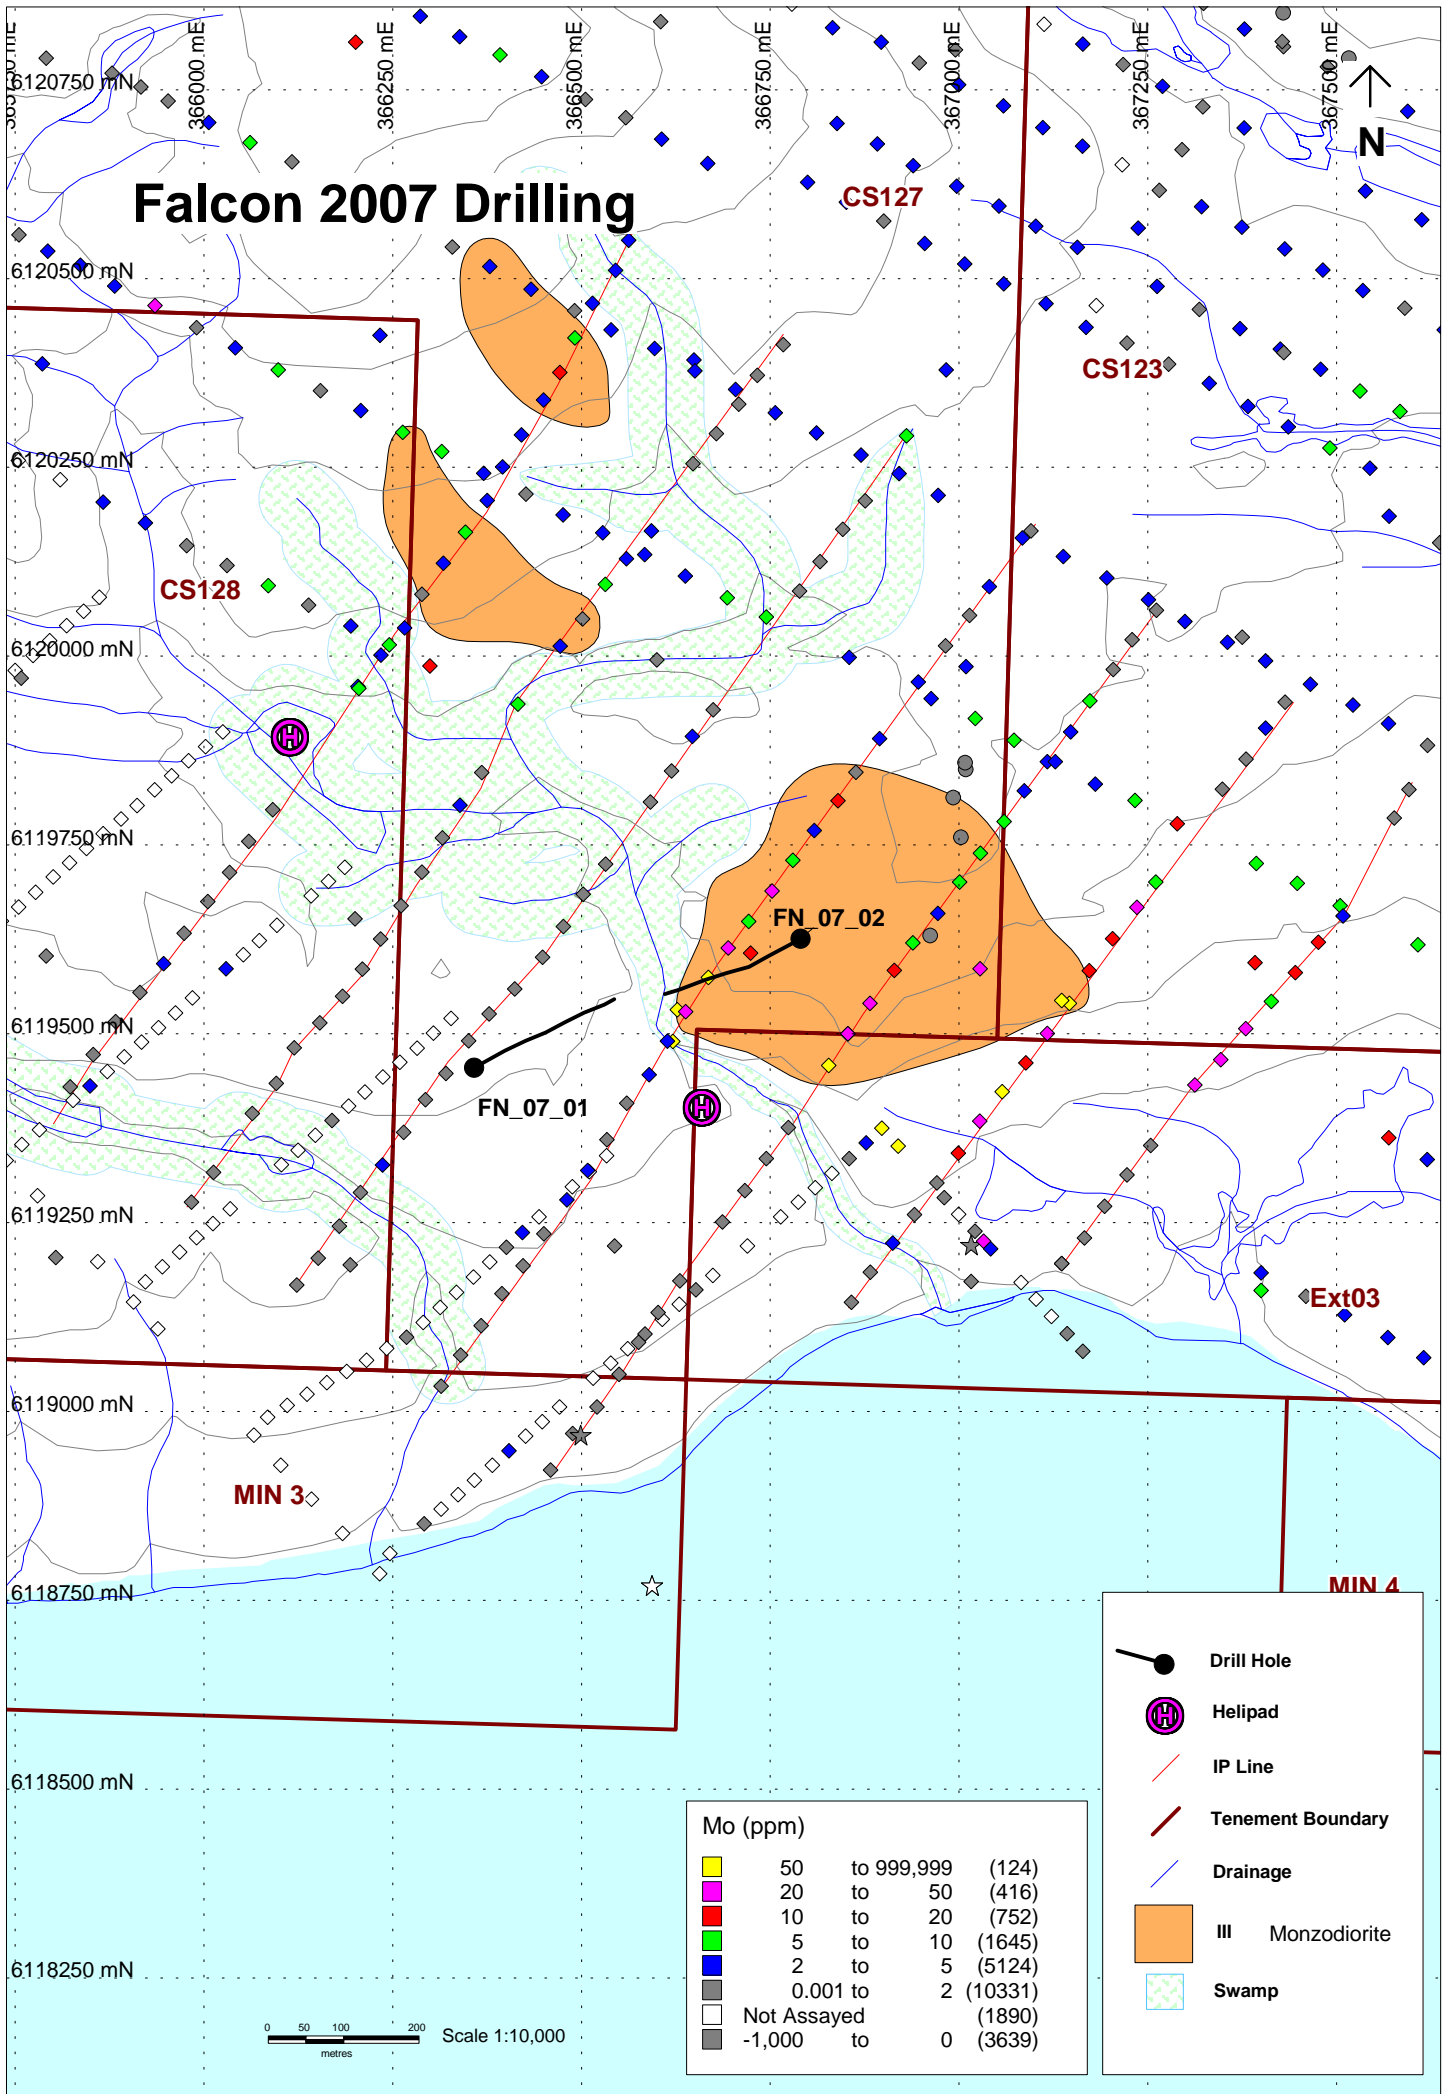 365750 mE
366000 mE
366250 mE
366500 mE
366750 mE
367000 mE
367250 mE
367500 mE
6120750 mN
N
Falcon 2007 Drilling
CS127
6120500 mN
CS123
6120250 mN
CS128
6120000 mN
H
6119750 mN
FN_07_02
6119500 mN
FN_07_01
H
6119250 mN
Ext03
6119000 mN
MIN 3
6118750 mN
MIN 4
Drill Hole
H Helipad
IP Line
Tenement Boundary
Drainage
III Monzodiorite
Swamp
6118500 mN
Mo (ppm)
50 to 999,999 (124)
20 to 50 (416)
10 to 20 (752)
5 to 10 (1645)
2 to 5 (5124)
0.001 to 2 (10331)
Not Assayed (1890)
-1,000 to 0 (3639)
6118250 mN
0 50 100 200
metres
Scale 1:10,000